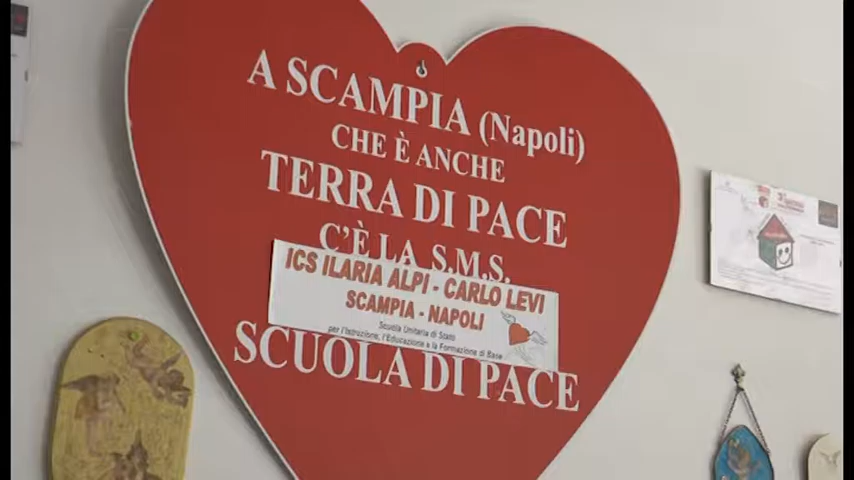 A SCAMPIA (Napoli)
CHE È ANCHE
TERRA DI PACE
C'È LA S.M.S.
ICS ILARIA ALPI - CARLO LEVI
SCAMPIA - NAPOLI
Scuola Unitaria di Stato
per l'Istruzione, l'Educazione e la Formazione di Base
SCUOLA DI PACE